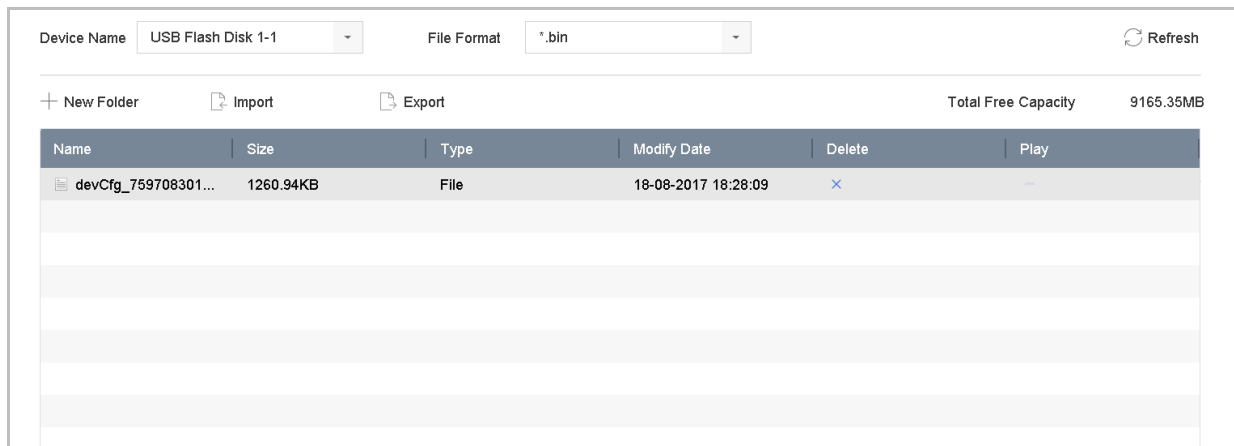 Device Name USB Flash Disk 1-1 File Format *.bin Refresh
New Folder Import Export Total Free Capacity 9165.35MB
Name Size Type Modify Date Delete Play
devCfg_759708301... 1260.94KB File 18-08-2017 18:28:09